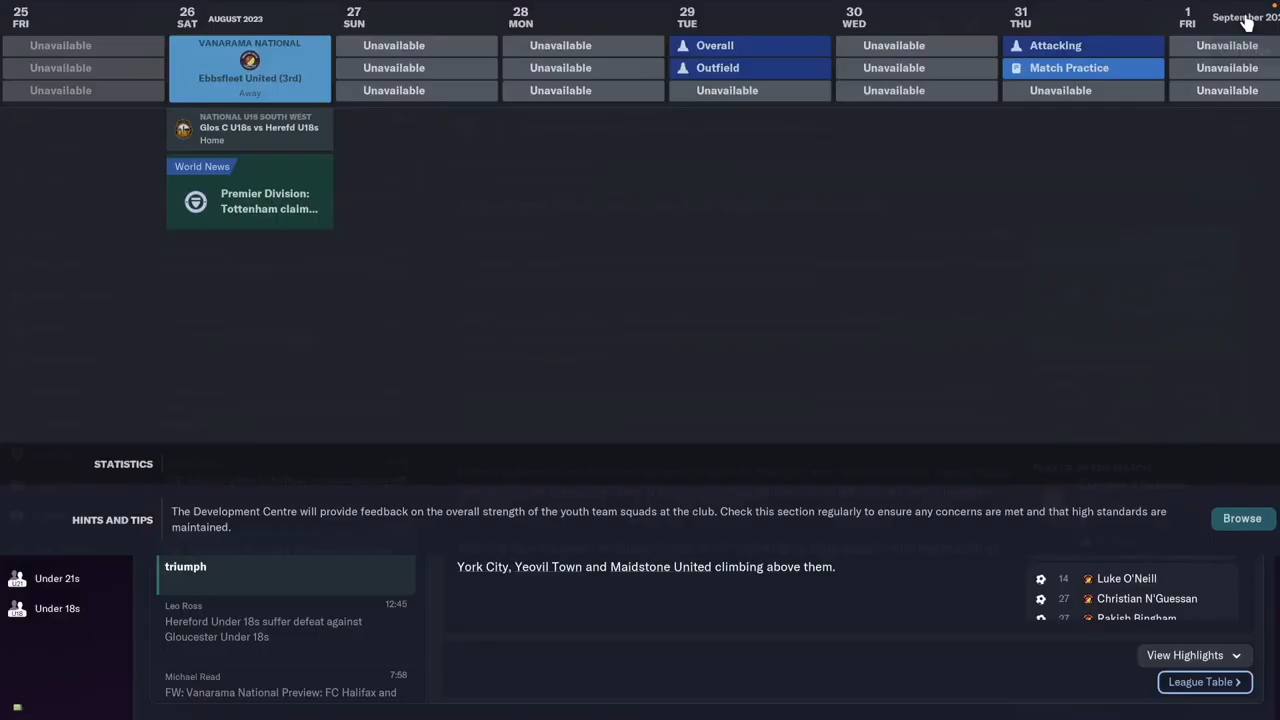 25
FRI
26
SAT
AUGUST 2023
27
SUN
28
MON
29
TUE
30
WED
31
THU
1
FRI
September 202
Unavailable
VANARAMA NATIONAL
Unavailable
Unavailable
Overall
Unavailable
Attacking
Unavailable
Unavailable
Ebbsfleet United (3rd)
Unavailable
Unavailable
Outfield
Unavailable
Match Practice
Unavailable
Unavailable
Away
Unavailable
Unavailable
Unavailable
Unavailable
Unavailable
Unavailable
NATIONAL U18 SOUTH WEST
Glos C U18s vs Herefd U18s
Home
World News
Premier Division:
Tottenham claim...
STATISTICS
HINTS AND TIPS
The Development Centre will provide feedback on the overall strength of the youth team squads at the club. Check this section regularly to ensure any concerns are met and that high standards are
maintained.
Browse
Under 21s
Under 18s
triumph
Leo Ross
12:45
Hereford Under 18s suffer defeat against
Gloucester Under 18s
Michael Read
7:58
FW: Vanarama National Preview: FC Halifax and
York City, Yeovil Town and Maidstone United climbing above them.
14 Luke O'Neill
27 Christian N'Guessan
27 Rakish Bingham
View Highlights
League Table >